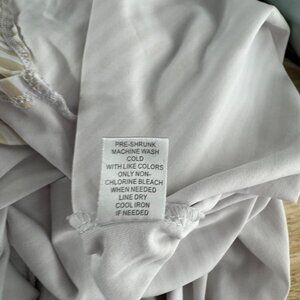 PRE-SHRUNK
MACHINE WASH
COLD
WITH LIKE COLORS
ONLY NON-
CHLORINE BLEACH
WHEN NEEDED
LINE DRY
COOL IRON
IF NEEDED